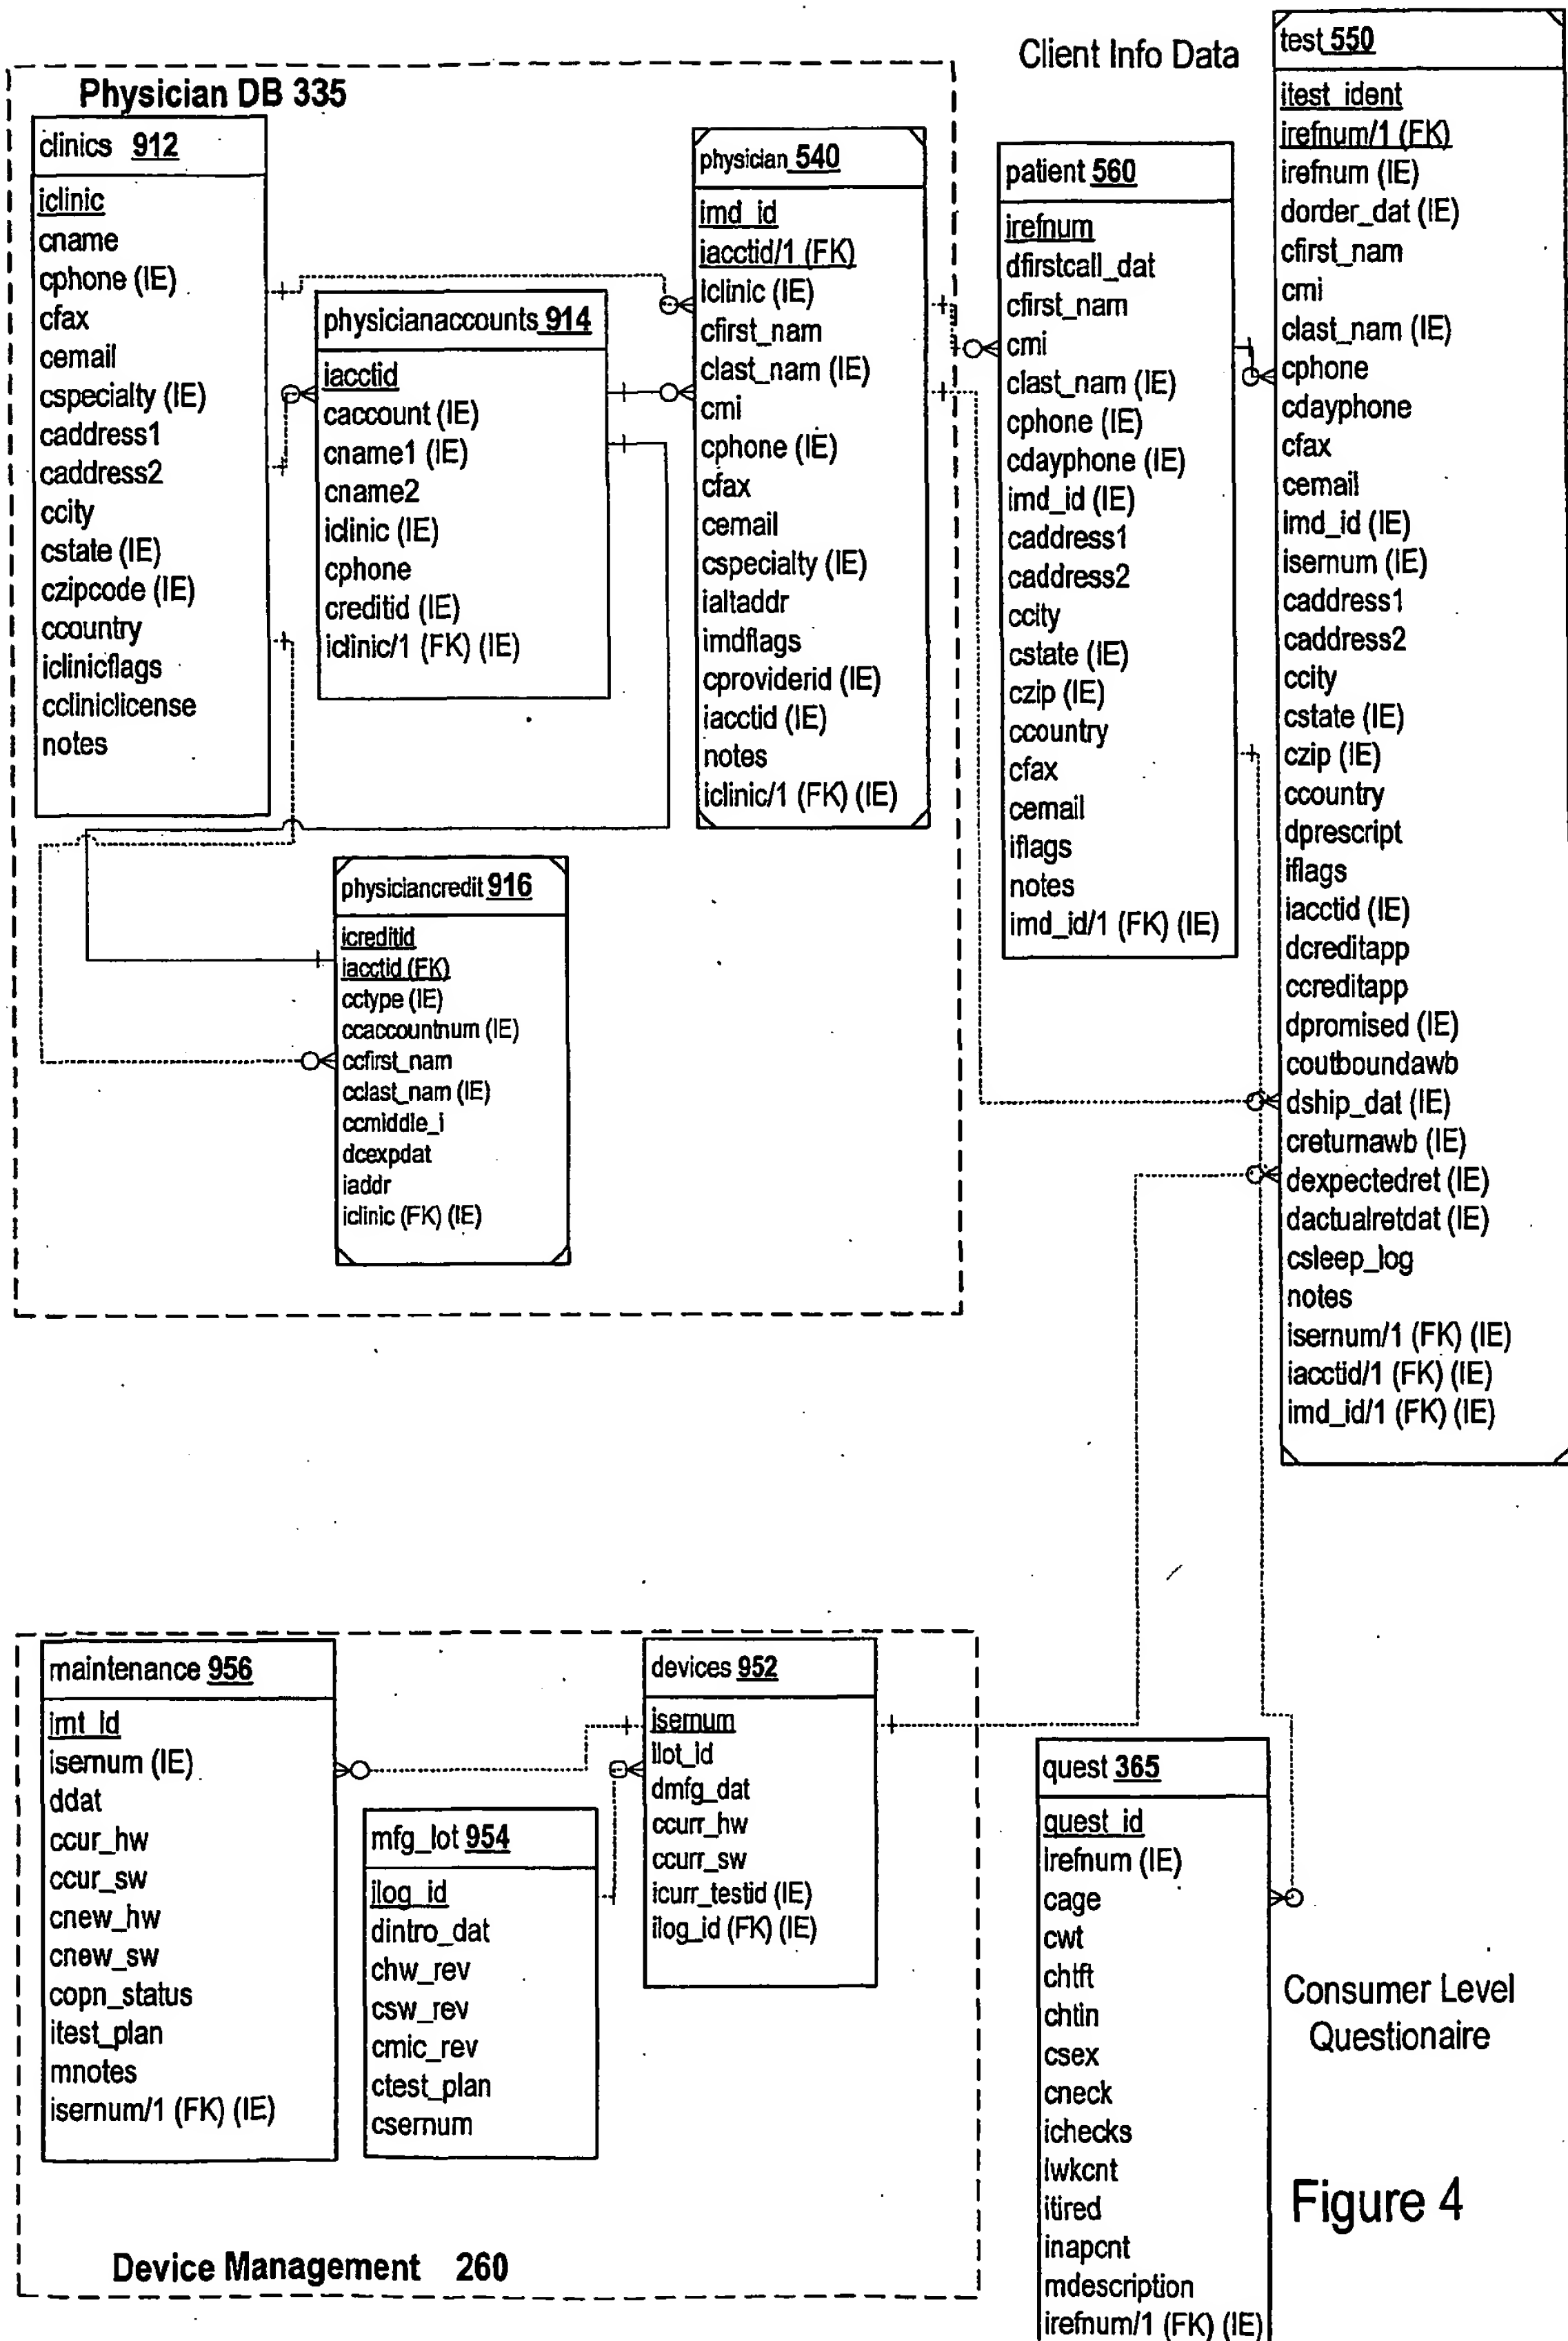 Physician DB 335
clinics 912
iclinic
cname
cphone (IE)
cfax
cemail
cspecialty (IE)
caddress1
caddress2
ccity
cstate (IE)
czipcode (IE)
ccountry
iclinicflags
ccliniclicense
notes
physicianaccounts 914
iacctid
caccount (IE)
cname1 (IE)
cname2
iclinic (IE)
cphone
creditid (IE)
iclinic/1 (FK) (IE)
physician 540
imd_id
iacctid/1 (FK)
iclinic (IE)
cfirst_nam
clast_nam (IE)
cmi
cphone (IE)
cfax
cemail
cspecialty (IE)
ialtaddr
imdflags
cproviderid (IE)
iacctid (IE)
notes
iclinic/1 (FK) (IE)
physiciancredit 916
icreditid
iacctid (FK)
cctype (IE)
ccaccountnum (IE)
ccfirst_nam
cclast_nam (IE)
ccmiddle_i
dcexpdat
iaddr
iclinic (FK) (IE)
Client Info Data
patient 560
irefnum
dfirstcall_dat
cfirst_nam
cmi
clast_nam (IE)
cphone (IE)
cdayphone (IE)
imd_id (IE)
caddress1
caddress2
ccity
cstate (IE)
czip (IE)
ccountry
cfax
cemail
iflags
notes
imd_id/1 (FK) (IE)
test 550
itest_ident
irefnum/1 (FK)
irefnum (IE)
dorder_dat (IE)
cfirst_nam
cmi
clast_nam (IE)
cphone
cdayphone
cfax
cemail
imd_id (IE)
isernum (IE)
caddress1
caddress2
ccity
cstate (IE)
czip (IE)
ccountry
dprescript
iflags
iacctid (IE)
dcreditapp
ccreditapp
dpromised (IE)
coutboundawb
dship_dat (IE)
creturnawb (IE)
dexpectedret (IE)
dactualretdat (IE)
csleep_log
notes
isernum/1 (FK) (IE)
iacctid/1 (FK) (IE)
imd_id/1 (FK) (IE)
maintenance 956
imt_id
isernum (IE)
ddat
ccur_hw
ccur_sw
cnew_hw
cnew_sw
copn_status
itest_plan
mnotes
isernum/1 (FK) (IE)
mfg_lot 954
ilog_id
dintro_dat
chw_rev
csw_rev
cmic_rev
ctest_plan
csernum
devices 952
isernum
ilot_id
dmfg_dat
ccurr_hw
ccurr_sw
icurr_testid (IE)
ilog_id (FK) (IE)
Device Management 260
quest 365
quest_id
irefnum (IE)
cage
cwt
chtft
chtin
csex
cneck
ichecks
iwkcnt
itired
inapcnt
mdescription
irefnum/1 (FK) (IE)
Consumer Level
Questionaire
Figure 4